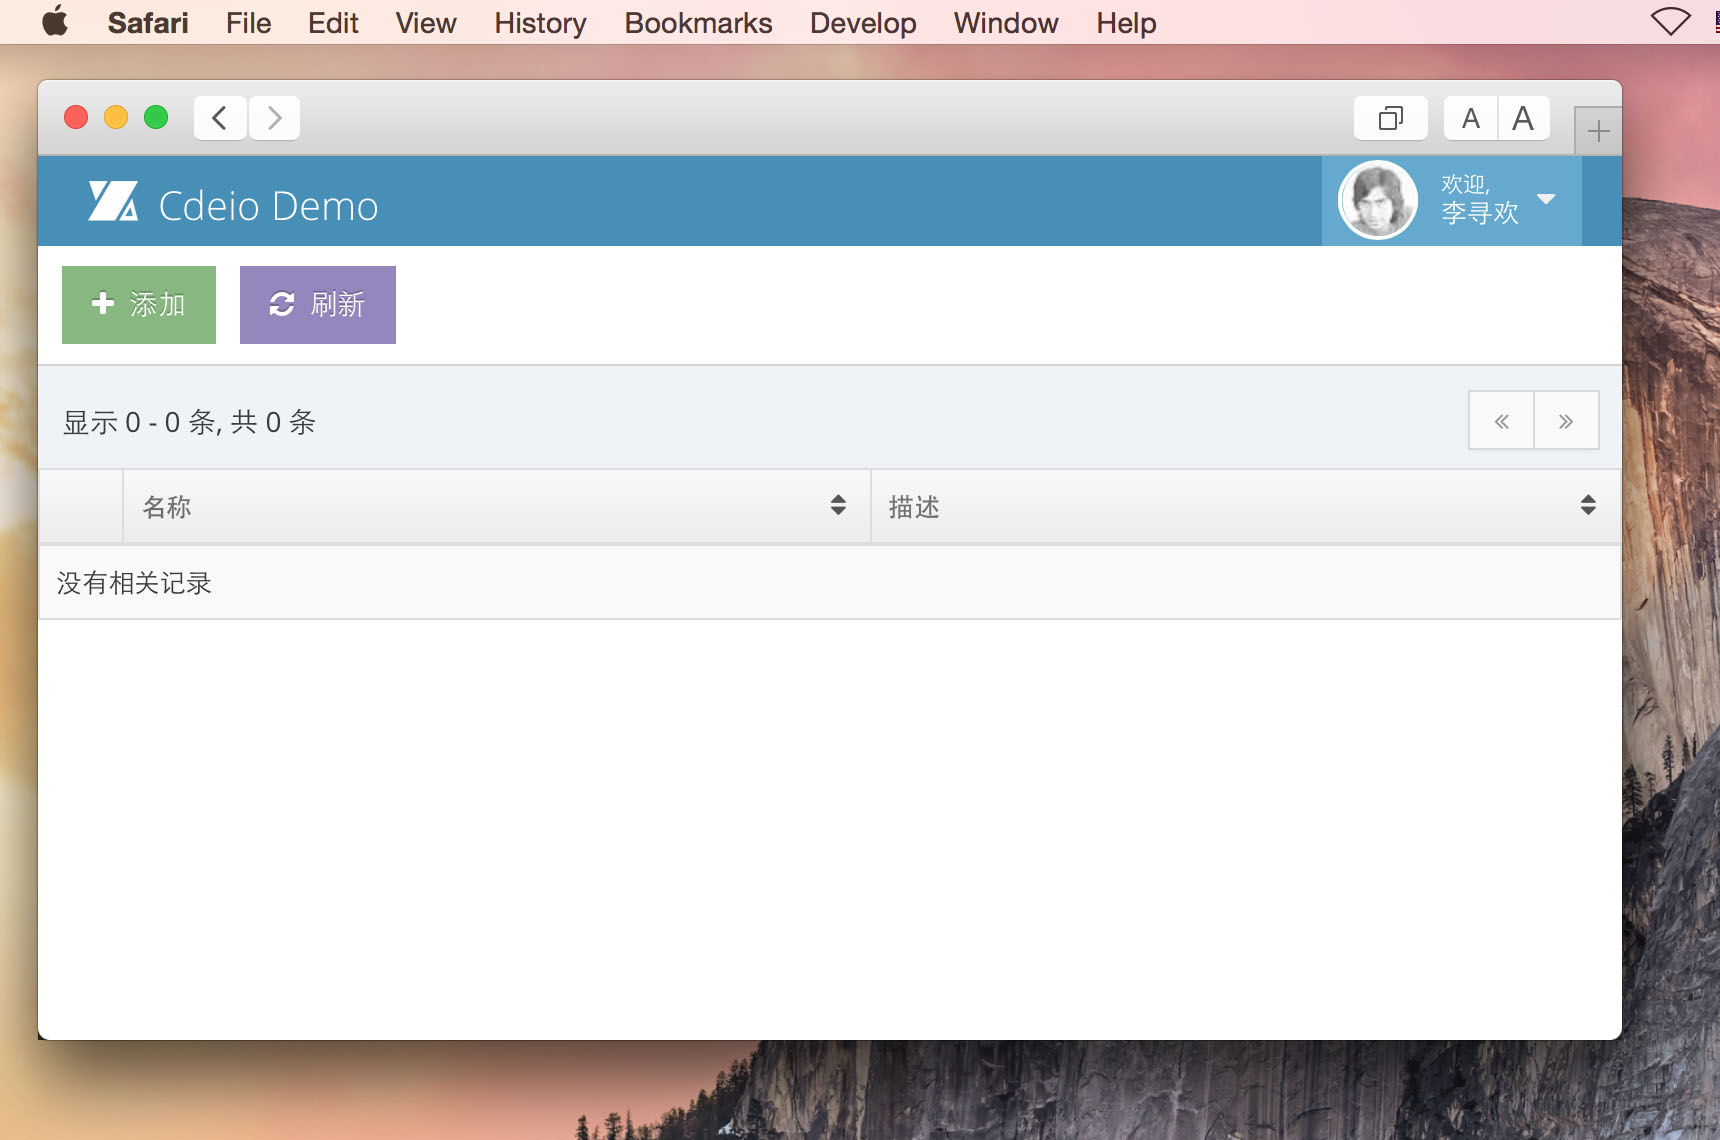 Safari File Edit View History Bookmarks Develop Window Help
A A
Cdeio Demo
欢迎,
李寻欢
添加 刷新
显示 0 - 0 条, 共 0 条
名称 描述
没有相关记录